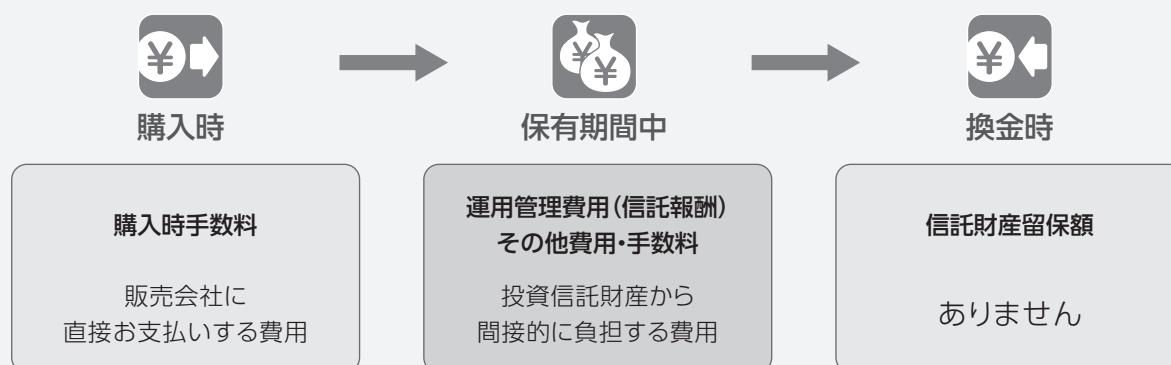 購入時
保有期間中
換金時
購入時手数料
販売会社に
直接お支払いする費用
運用管理費用(信託報酬)
その他費用・手数料
投資信託財産から
間接的に負担する費用
信託財産留保額
ありません